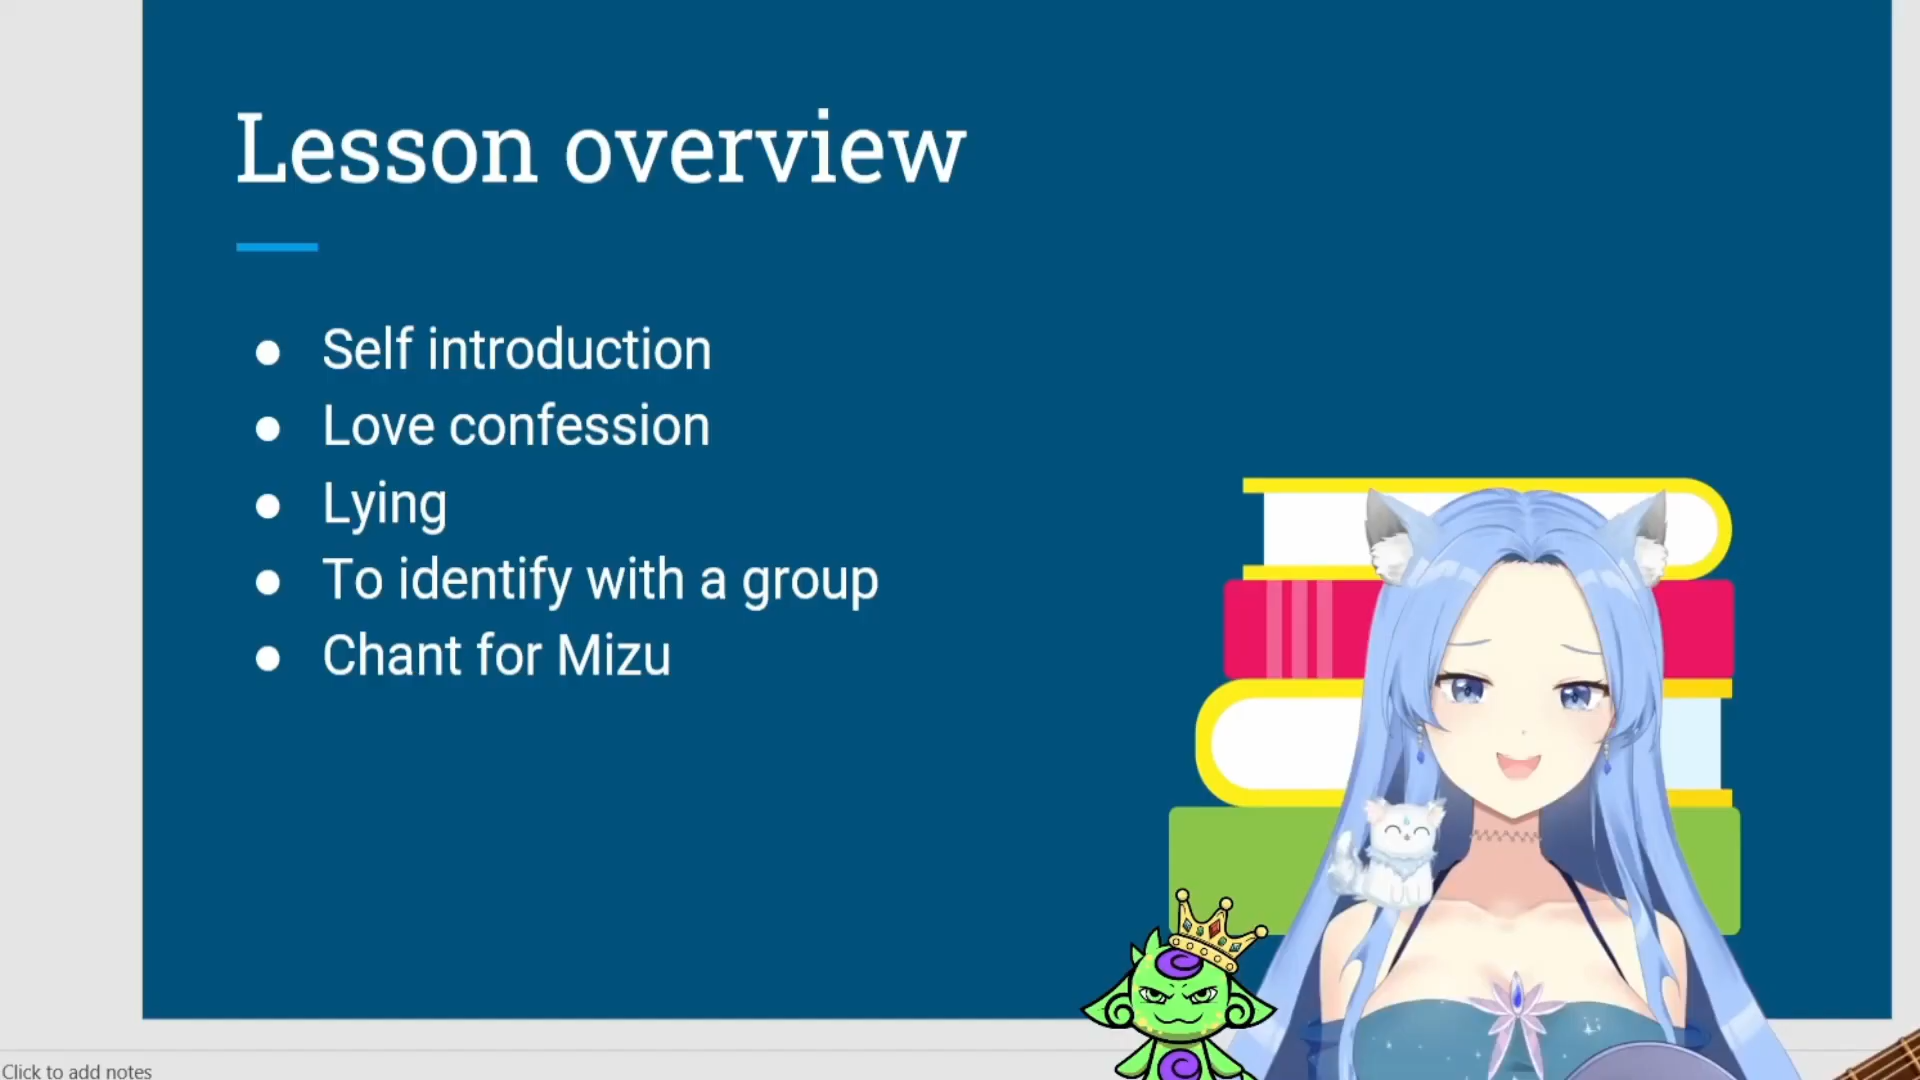 Lesson overview
Self introduction
Love confession
Lying
To identify with a group
Chant for Mizu
Click to add notes